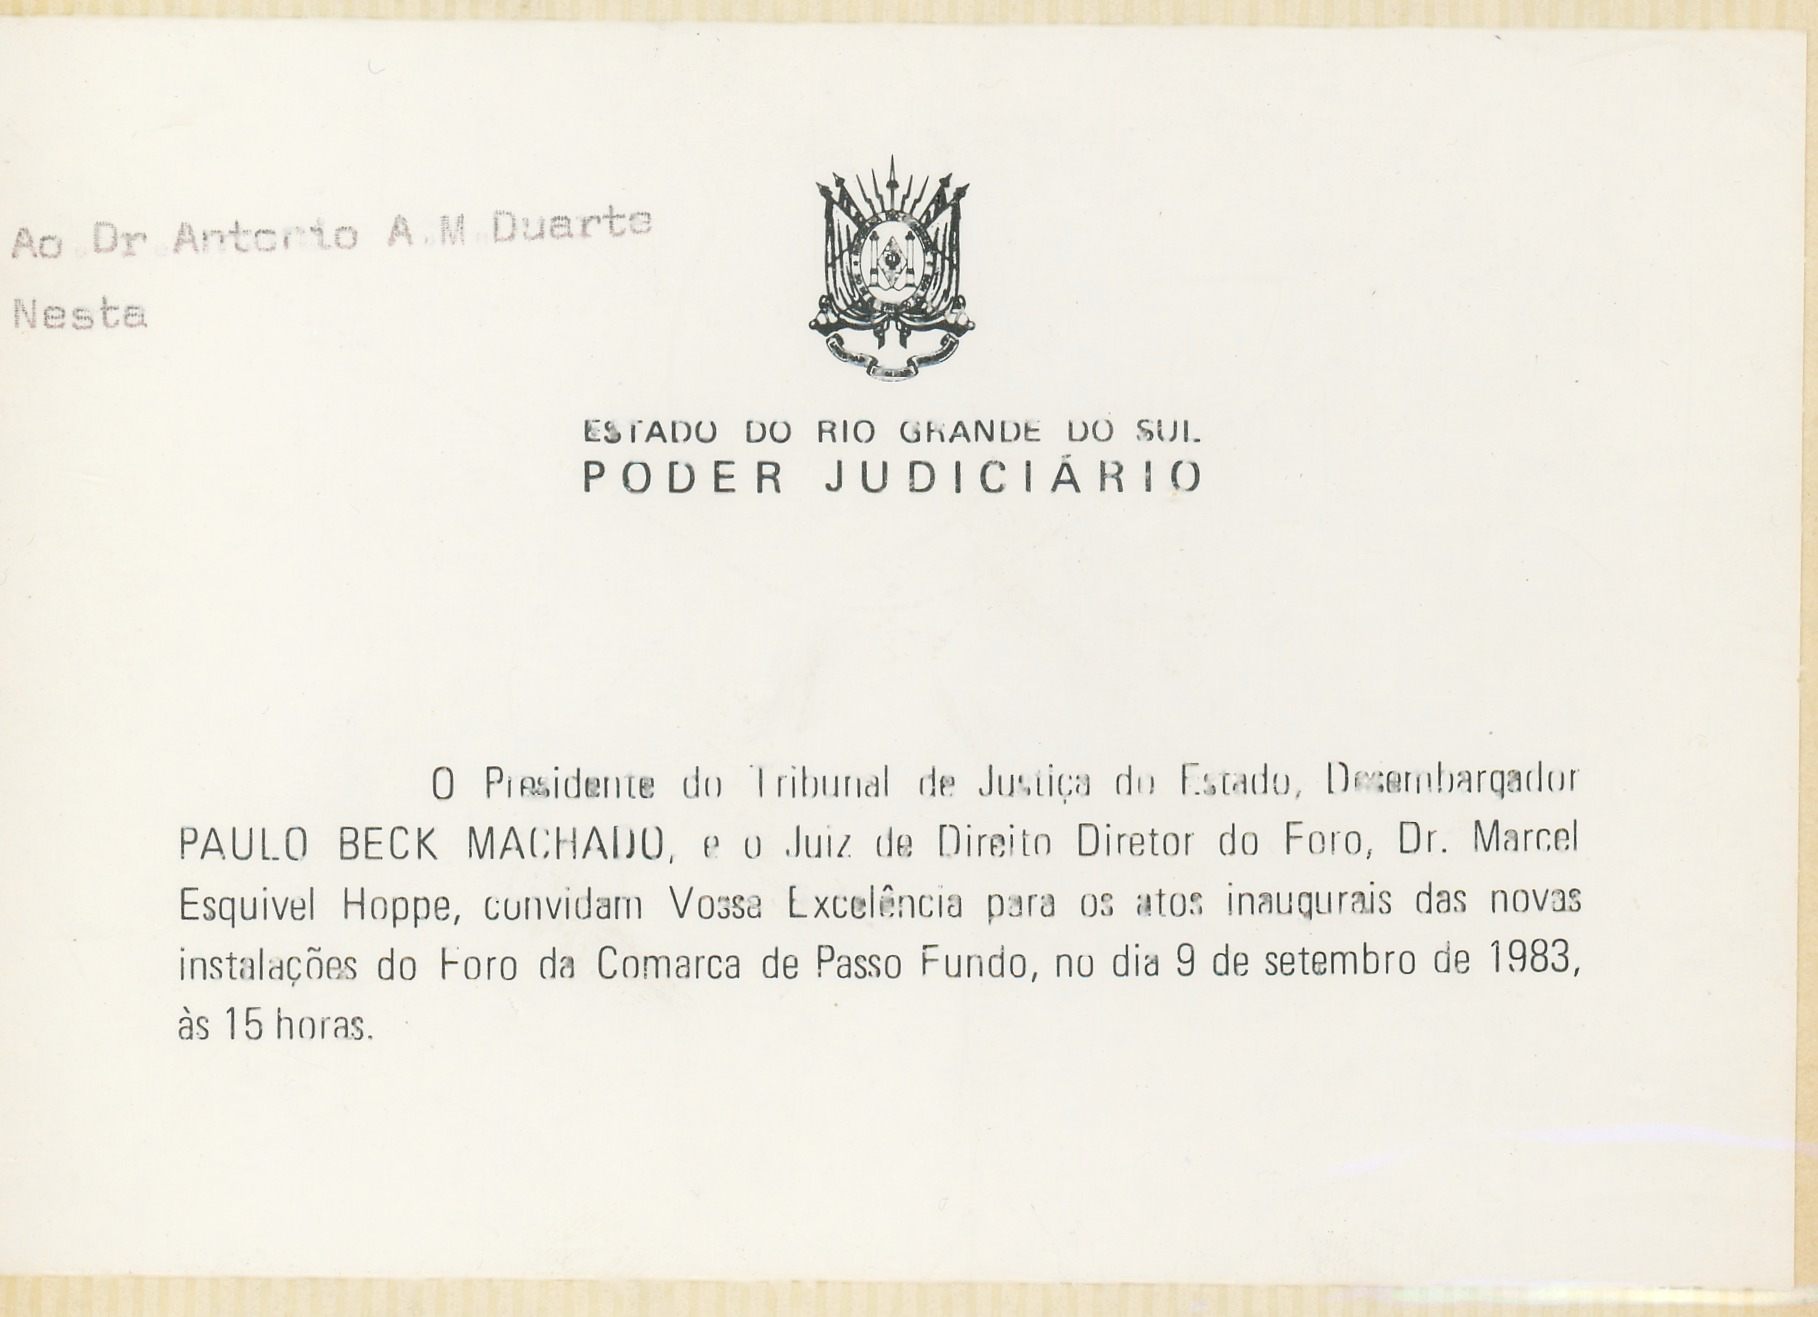 Ao Dr Antonio A.M Duarte
Nesta
ESTADO DO RIO GRANDE DO SUL
PODER JUDICIÁRIO
O Presidente do Tribunal de Justiça do Estado, Desembargador
PAULO BECK MACHADO, e o Juiz de Direito Diretor do Foro, Dr. Marcel
Esquivel Hoppe, convidam Vossa Excelência para os atos inaugurais das novas
instalações do Foro da Comarca de Passo Fundo, no dia 9 de setembro de 1983,
às 15 horas.